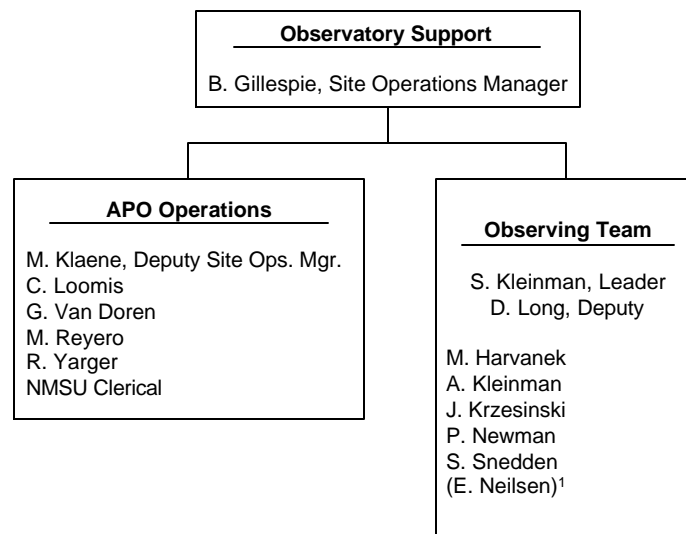 Observatory Support
B. Gillespie, Site Operations Manager
APO Operations
M. Klaene, Deputy Site Ops. Mgr.
C. Loomis
G. Van Doren
M. Reyero
R. Yarger
NMSU Clerical
Observing Team
S. Kleinman, Leader
D. Long, Deputy
M. Harvanek
A. Kleinman
J. Krzesinski
P. Newman
S. Snedden
(E. Neilsen)¹